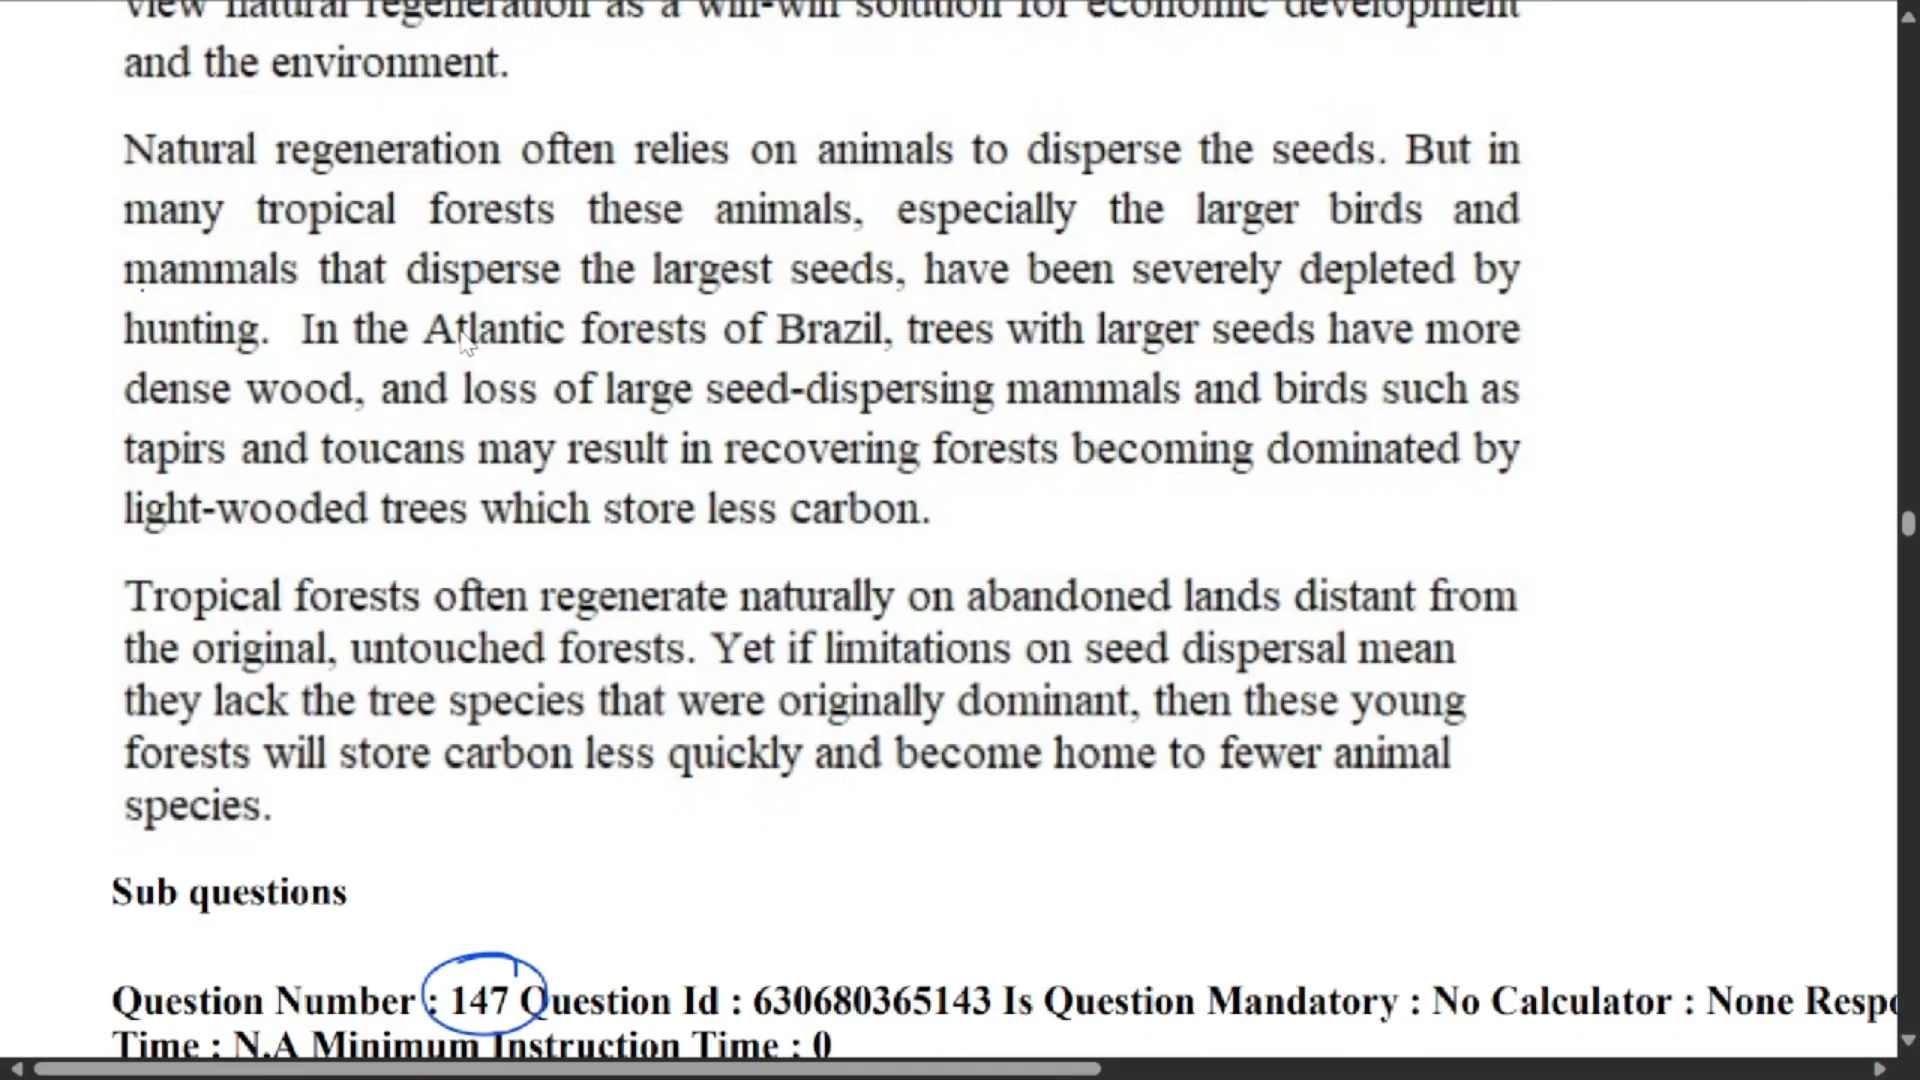 view natural regeneration as a win-win solution for economic development
and the environment.
Natural regeneration often relies on animals to disperse the seeds. But in
many tropical forests these animals, especially the larger birds and
mammals that disperse the largest seeds, have been severely depleted by
hunting. In the Atlantic forests of Brazil, trees with larger seeds have more
dense wood, and loss of large seed-dispersing mammals and birds such as
tapirs and toucans may result in recovering forests becoming dominated by
light-wooded trees which store less carbon.
Tropical forests often regenerate naturally on abandoned lands distant from
the original, untouched forests. Yet if limitations on seed dispersal mean
they lack the tree species that were originally dominant, then these young
forests will store carbon less quickly and become home to fewer animal
species.
Sub questions
Question Number : 147 Question Id : 630680365143 Is Question Mandatory : No Calculator : None Respo
Time : N.A Minimum Instruction Time : 0